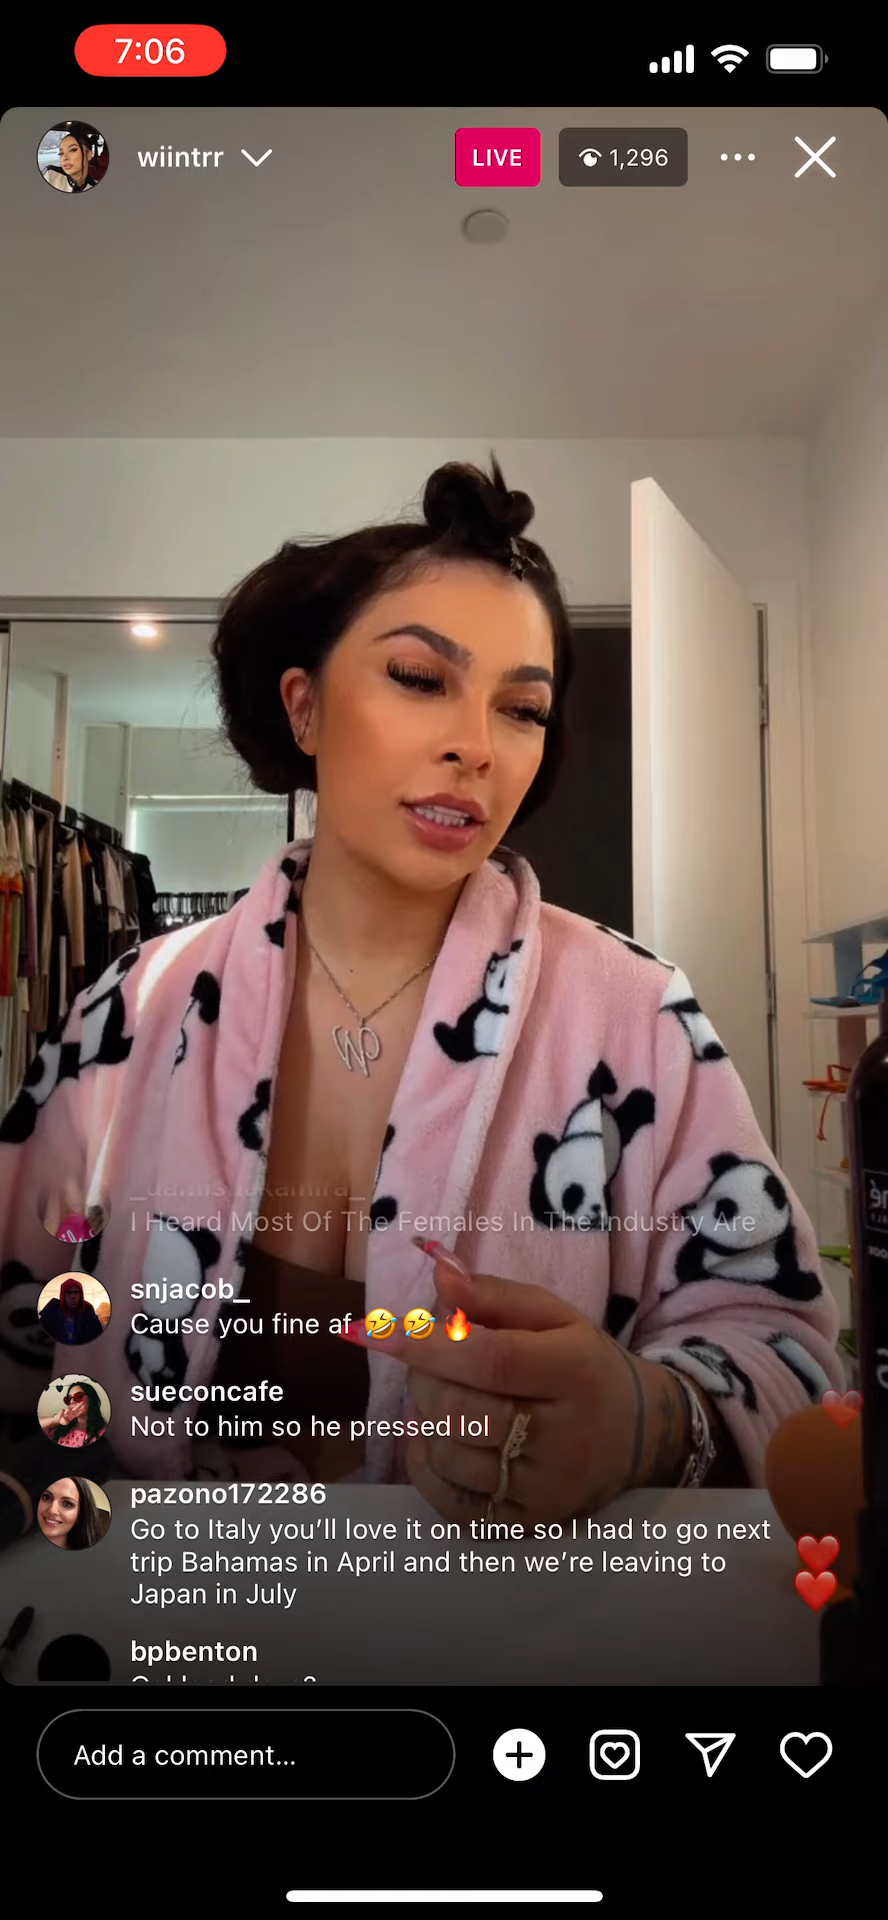 7:06
wiintrr
LIVE
1,296
I Heard Most Of The Females In The Industry Are
snjacob_
Cause you fine af 🤣🤣🔥
sueconcafe
Not to him so he pressed lol
pazono172286
Go to Italy you’ll love it on time so I had to go next
trip Bahamas in April and then we’re leaving to
Japan in July
bpbenton
Add a comment...